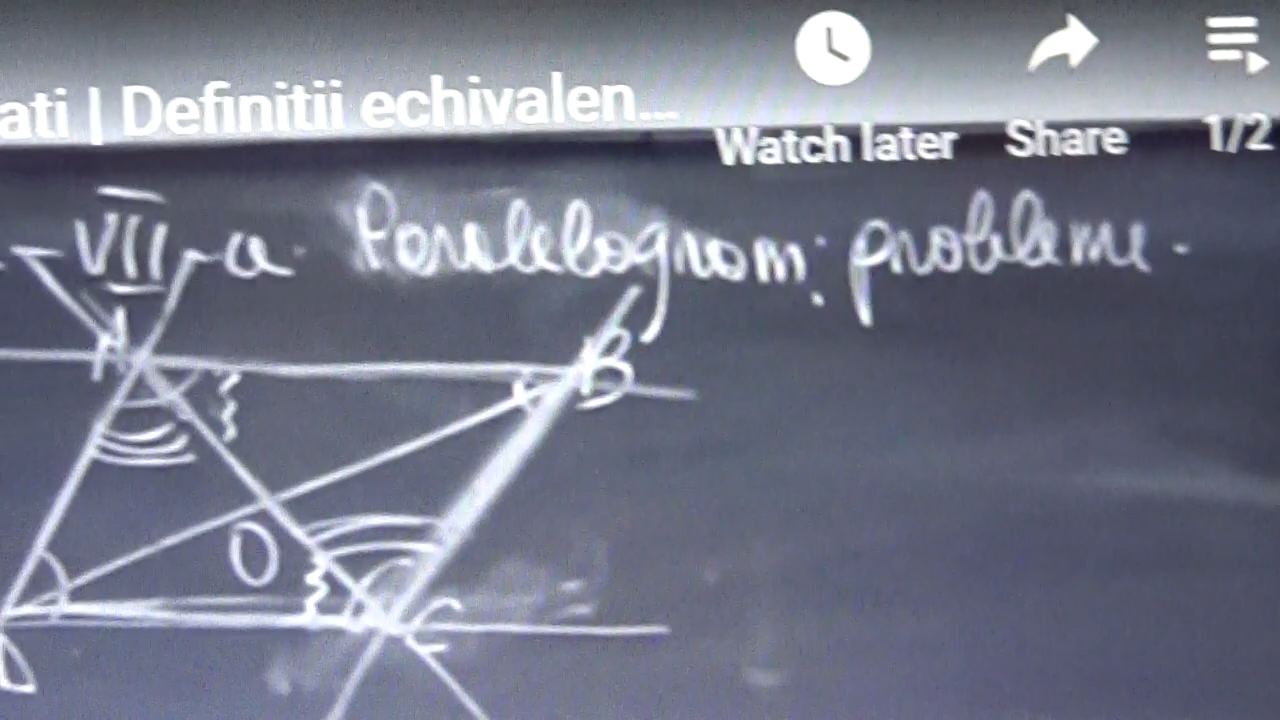 ati | Definitii echivalen...
Watch later Share 1/2
VII - a. Paralelogram: probleme.
A B
O
D C